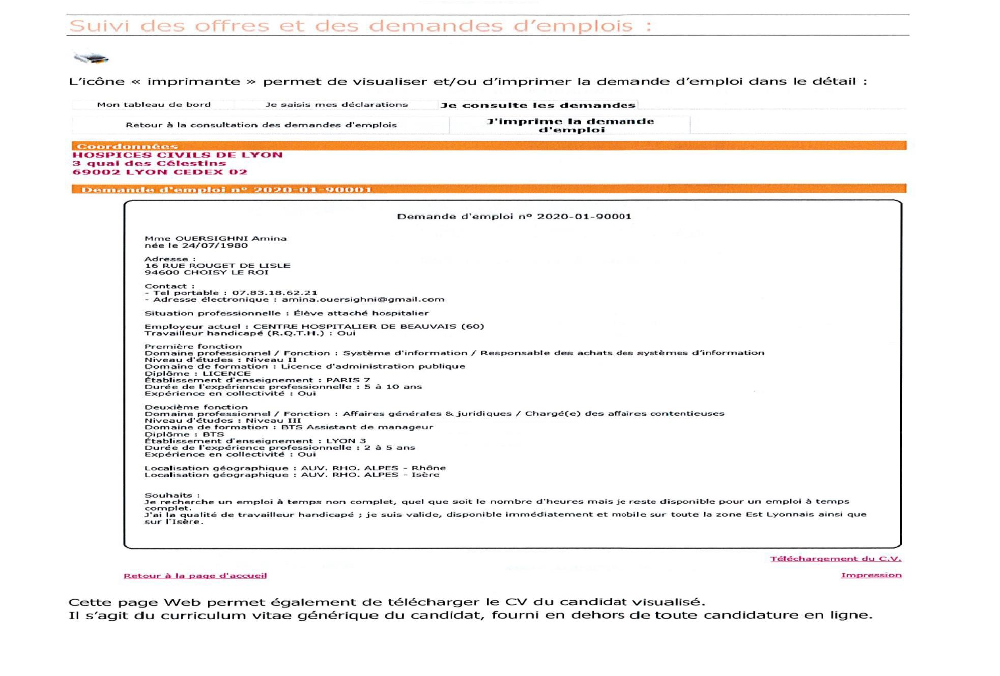 Suivi des offres et des demandes d’emplois :
L’icône « imprimante » permet de visualiser et/ou d’imprimer la demande d’emploi dans le détail :
Mon tableau de bord Je saisis mes déclarations Je consulte les demandes
Retour à la consultation des demandes d'emplois J'imprime la demande
d'emploi
Coordonnées
HOSPICES CIVILS DE LYON
3 quai des Célestins
69002 LYON CEDEX 02
Demande d'emploi n° 2020-01-90001
Demande d'emploi n° 2020-01-90001
Mme OUERSIGHNI Amina
née le 24/07/1980
Adresse :
16 RUE ROUGET DE LISLE
94600 CHOISY LE ROI
Contact :
- Tel portable : 07.83.18.62.21
- Adresse électronique : amina.ouersighni@gmail.com
Situation professionnelle : Élève attaché hospitalier
Employeur actuel : CENTRE HOSPITALIER DE BEAUVAIS (60)
Travailleur handicapé (R.Q.T.H.) : Oui
Première fonction
Domaine professionnel / Fonction : Système d'information / Responsable des achats des systèmes d’information
Niveau d'études : Niveau II
Domaine de formation : Licence d'administration publique
Diplôme : LICENCE
Établissement d'enseignement : PARIS 7
Durée de l'expérience professionnelle : 5 à 10 ans
Expérience en collectivité : Oui
Deuxième fonction
Domaine professionnel / Fonction : Affaires générales & juridiques / Chargé(e) des affaires contentieuses
Niveau d'études : Niveau III
Domaine de formation : BTS Assistant de manageur
Diplôme : BTS
Établissement d'enseignement : LYON 3
Durée de l'expérience professionnelle : 2 à 5 ans
Expérience en collectivité : Oui
Localisation géographique : AUV. RHO. ALPES - Rhône
Localisation géographique : AUV. RHO. ALPES - Isère
Souhaits :
Je recherche un emploi à temps non complet, quel que soit le nombre d'heures mais je reste disponible pour un emploi à temps
complet.
J'ai la qualité de travailleur handicapé ; je suis valide, disponible immédiatement et mobile sur toute la zone Est Lyonnais ainsi que
sur l'Isère.
Téléchargement du C.V.
Retour à la page d'accueil Impression
Cette page Web permet également de télécharger le CV du candidat visualisé.
Il s’agit du curriculum vitae générique du candidat, fourni en dehors de toute candidature en ligne.